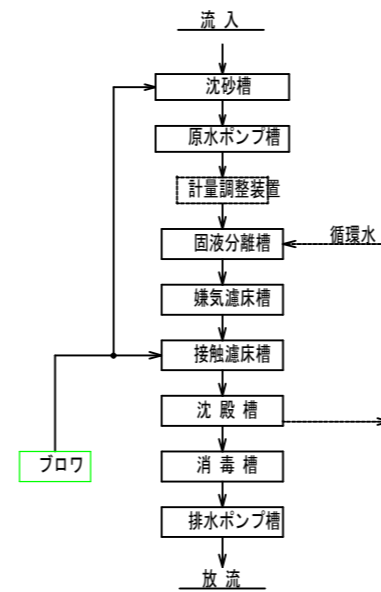 流 入
沈砂槽
原水ポンプ槽
計量調整装置
固液分離槽
循環水
嫌気濾床槽
接触濾床槽
沈 殿 槽
ブロワ
消 毒 槽
排水ポンプ槽
放 流